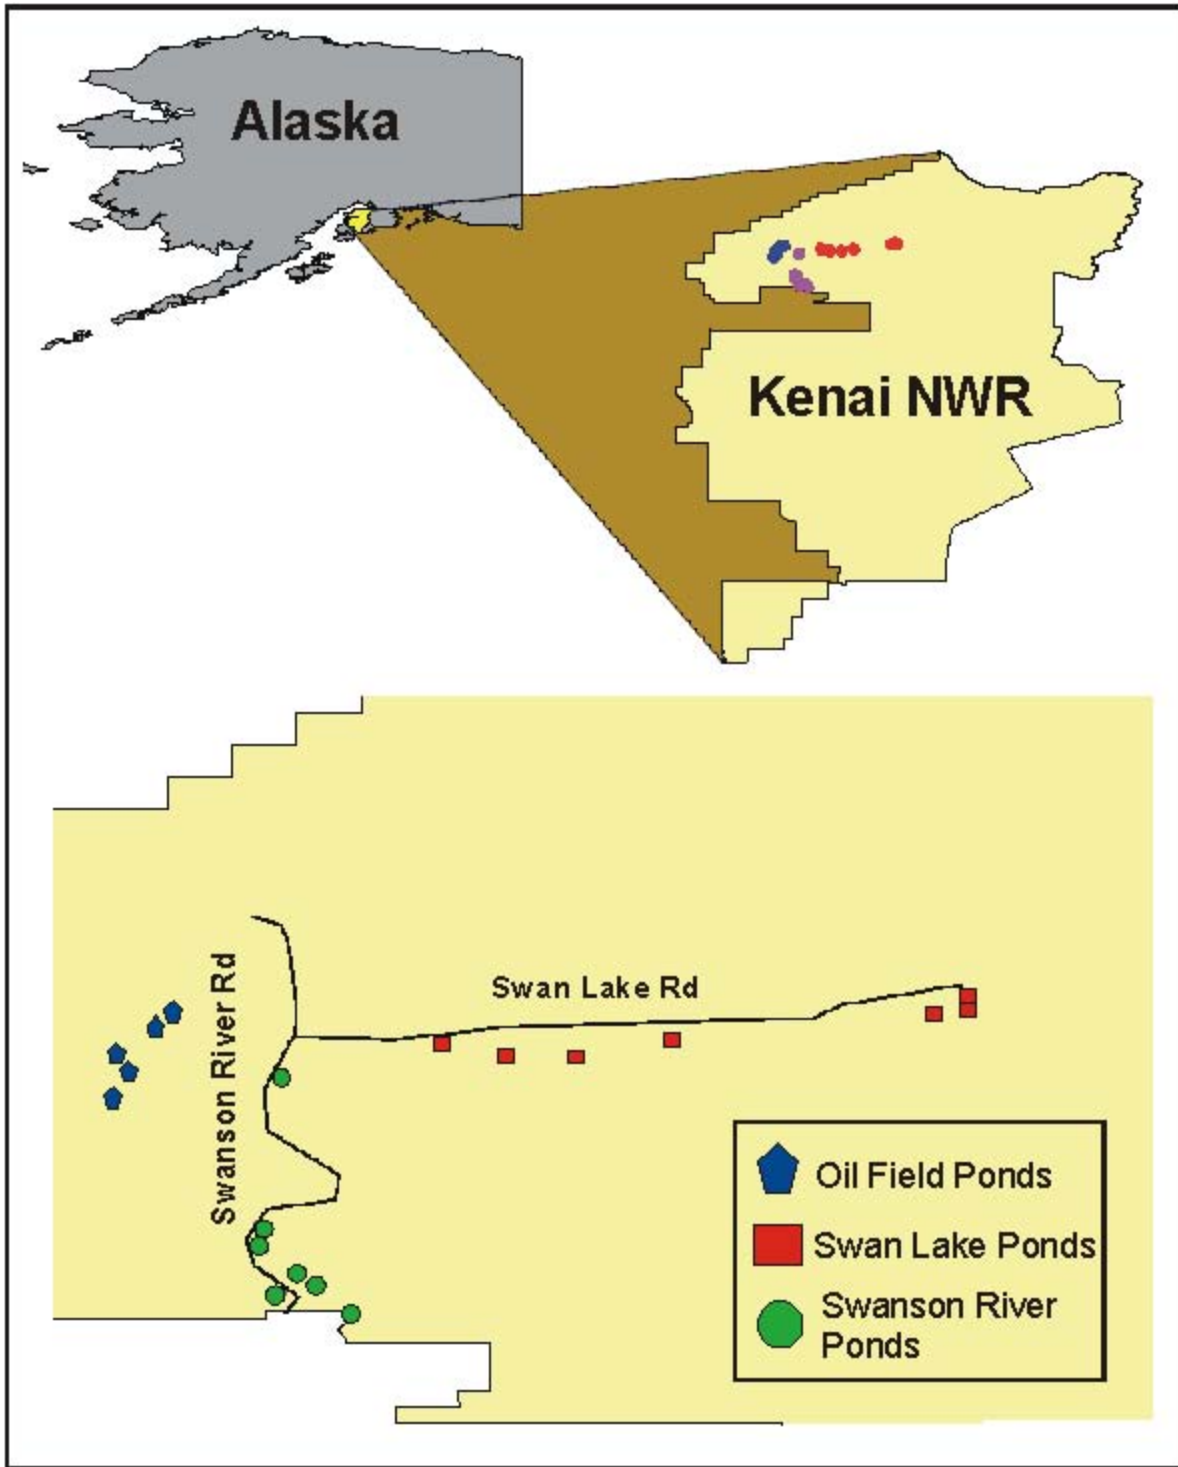 Alaska
Kenai NWR
Swanson River Rd
Swan Lake Rd
Oil Field Ponds
Swan Lake Ponds
Swanson River
Ponds